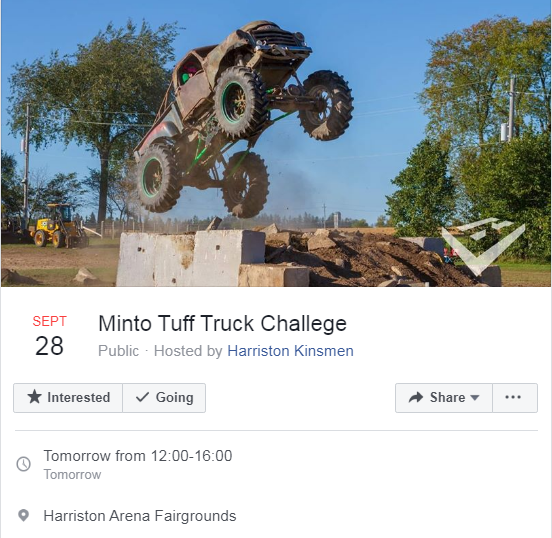 SEPT
28
Minto Tuff Truck Challege
Public · Hosted by Harriston Kinsmen
Interested
Going
Share
Tomorrow from 12:00-16:00
Tomorrow
Harriston Arena Fairgrounds